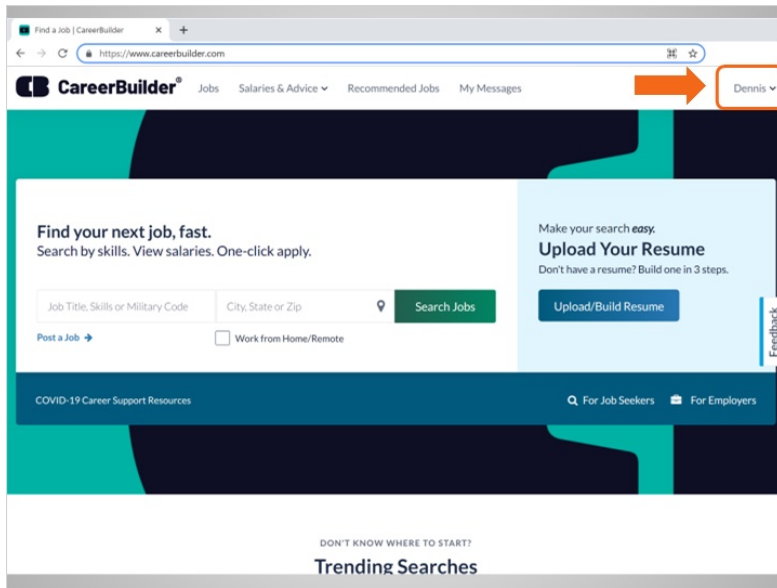 Find a Job | CareerBuilder
https://www.careerbuilder.com
CB CareerBuilder®
Jobs
Salaries & Advice
Recommended Jobs
My Messages
Dennis
Find your next job, fast.
Search by skills. View salaries. One-click apply.
Job Title, Skills or Military Code
City, State or Zip
Search Jobs
Post a Job
Work from Home/Remote
Make your search easy.
Upload Your Resume
Don't have a resume? Build one in 3 steps.
Upload/Build Resume
Feedback
COVID-19 Career Support Resources
For Job Seekers
For Employers
DON'T KNOW WHERE TO START?
Trending Searches